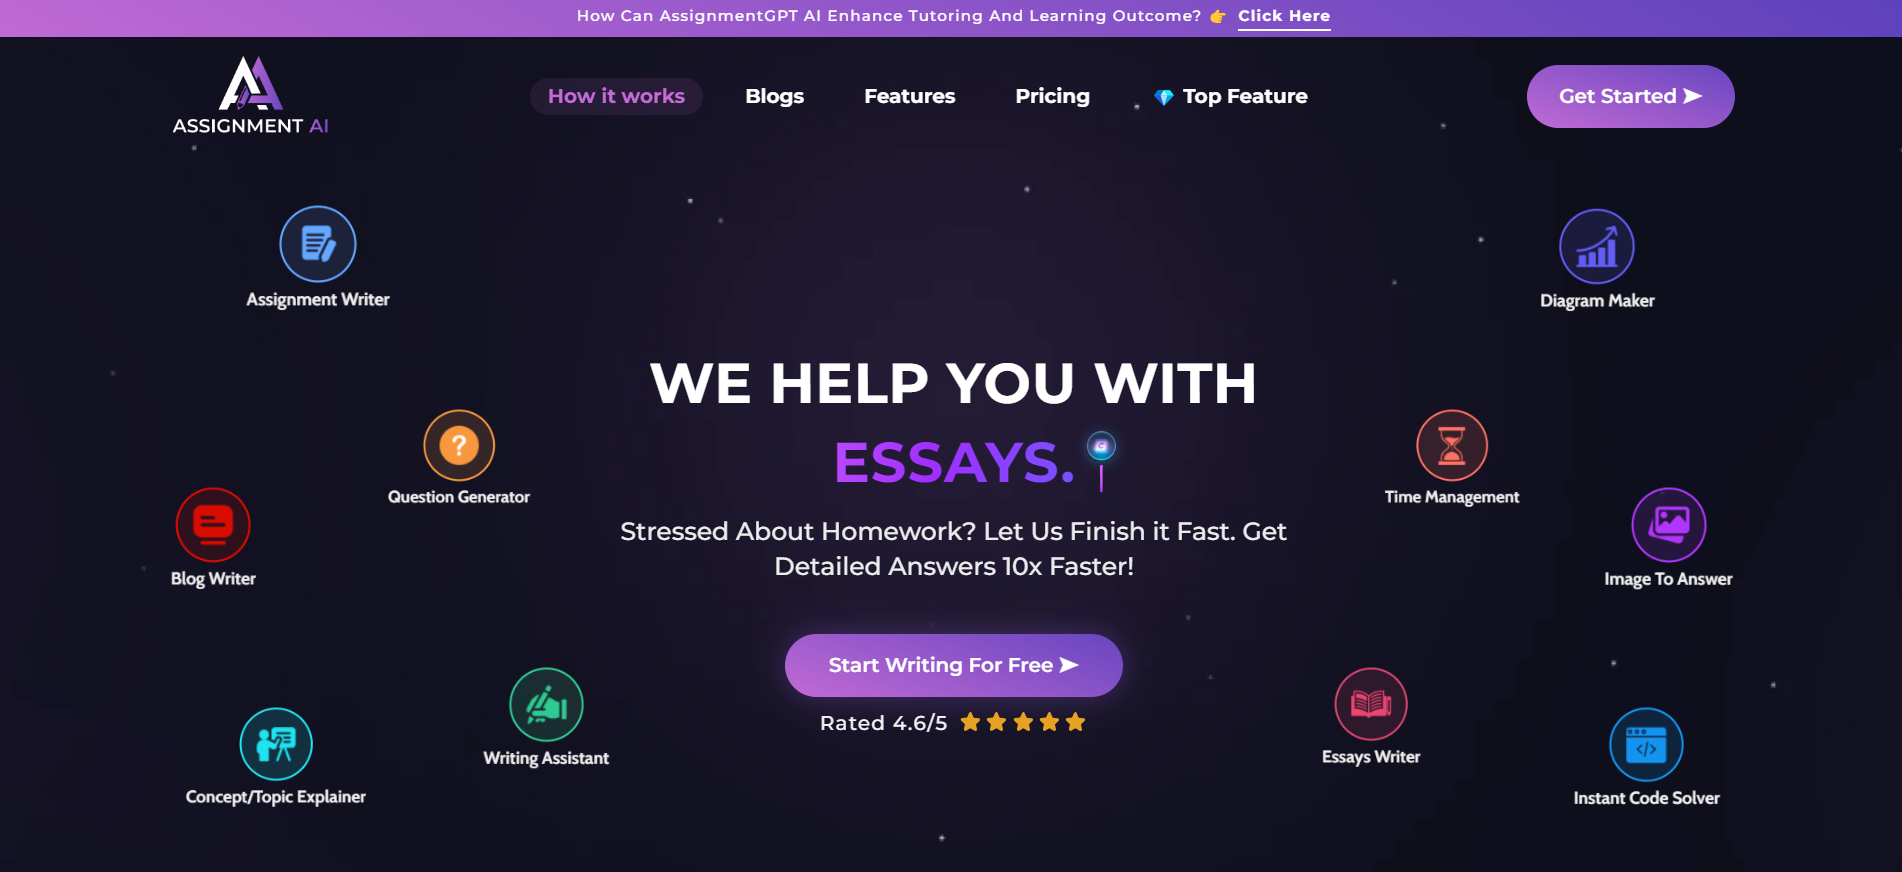 How Can AssignmentGPT AI Enhance Tutoring And Learning Outcome? 👉 Click Here
ASSIGNMENT AI
How it works
Blogs
Features
Pricing
💎 Top Feature
Get Started
Assignment Writer
Diagram Maker
WE HELP YOU WITH
ESSAYS.
Question Generator
Time Management
Blog Writer
Image To Answer
Stressed About Homework? Let Us Finish it Fast. Get
Detailed Answers 10x Faster!
Start Writing For Free
Rated 4.6/5
Writing Assistant
Essays Writer
Concept/Topic Explainer
Instant Code Solver